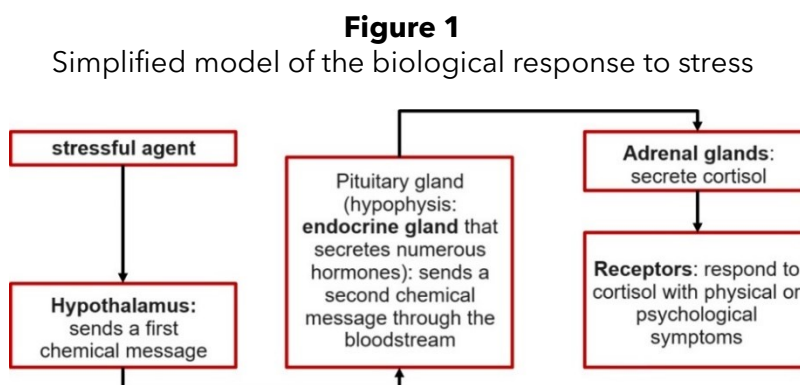 Figure 1
Simplified model of the biological response to stress
stressful agent
Hypothalamus:
sends a first
chemical message
Pituitary gland
(hypophysis:
endocrine gland that
secretes numerous
hormones): sends a
second chemical
message through the
bloodstream
Adrenal glands:
secrete cortisol
Receptors: respond to
cortisol with physical or
psychological
symptoms